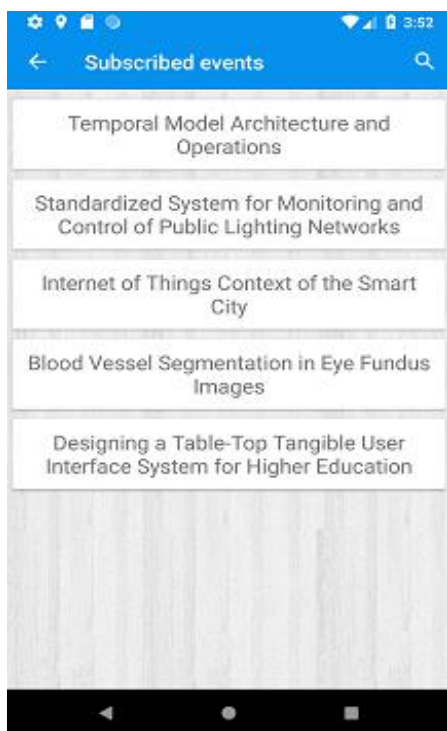 3:52
Subscribed events
Temporal Model Architecture and
Operations
Standardized System for Monitoring and
Control of Public Lighting Networks
Internet of Things Context of the Smart
City
Blood Vessel Segmentation in Eye Fundus
Images
Designing a Table-Top Tangible User
Interface System for Higher Education